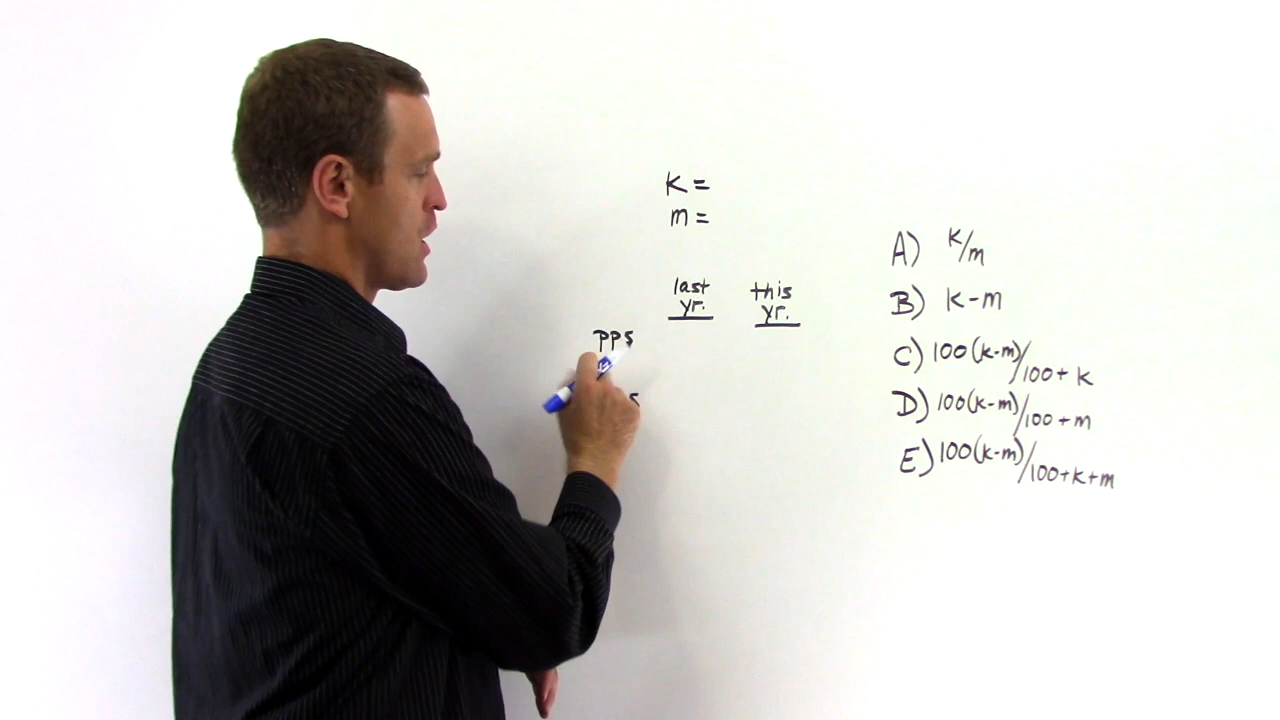 K =
m =
last this
yr. yr.
pps
s
A) k/m
B) k-m
C) 100(k-m)/100+k
D) 100(k-m)/100+m
E) 100(k-m)/100+k+m